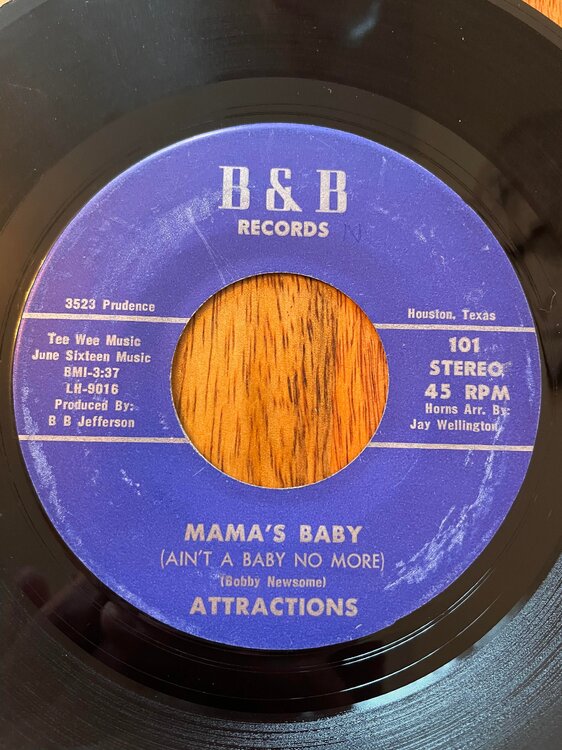 B & B
RECORDS
3523 Prudence
Houston, Texas
Tee Wee Music
June Sixteen Music
BMI-3:37
LH-9016
Produced By:
B B Jefferson
101
STEREO
45 RPM
Horns Arr. By:
Jay Wellington
MAMA'S BABY
(AIN'T A BABY NO MORE)
(Bobby Newsome)
ATTRACTIONS